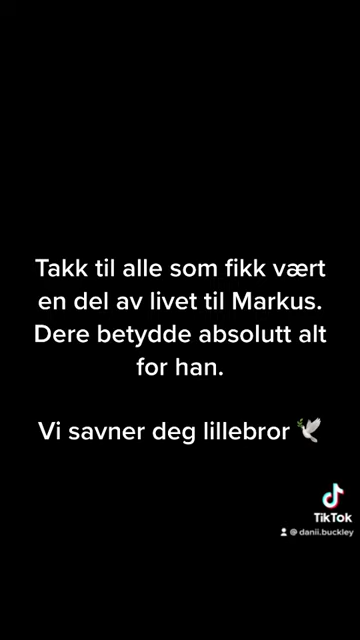 Takk til alle som fikk vært
en del av livet til Markus.
Dere betydde absolutt alt
for han.
Vi savner deg lillebror 🕊️
TikTok
@ danii.buckley